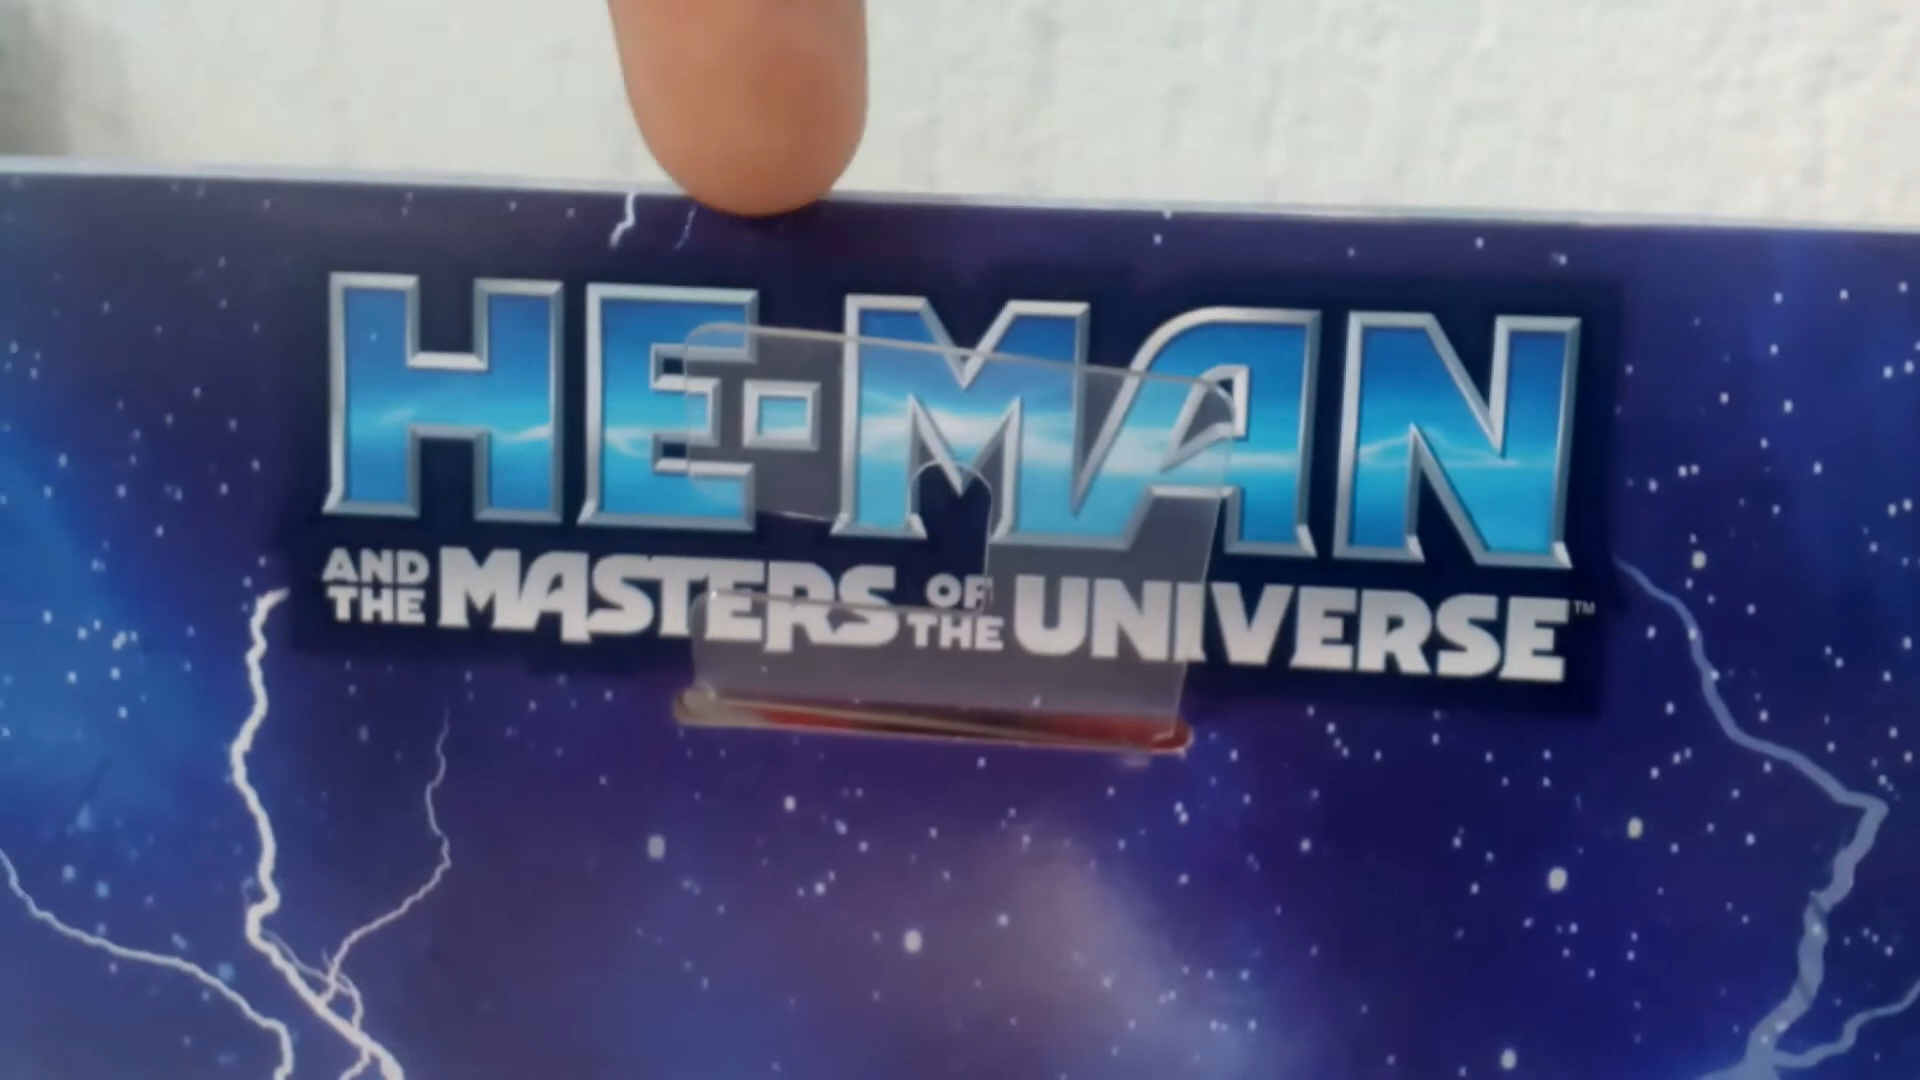 HE-MAN
AND THE MASTERS OF THE UNIVERSE™